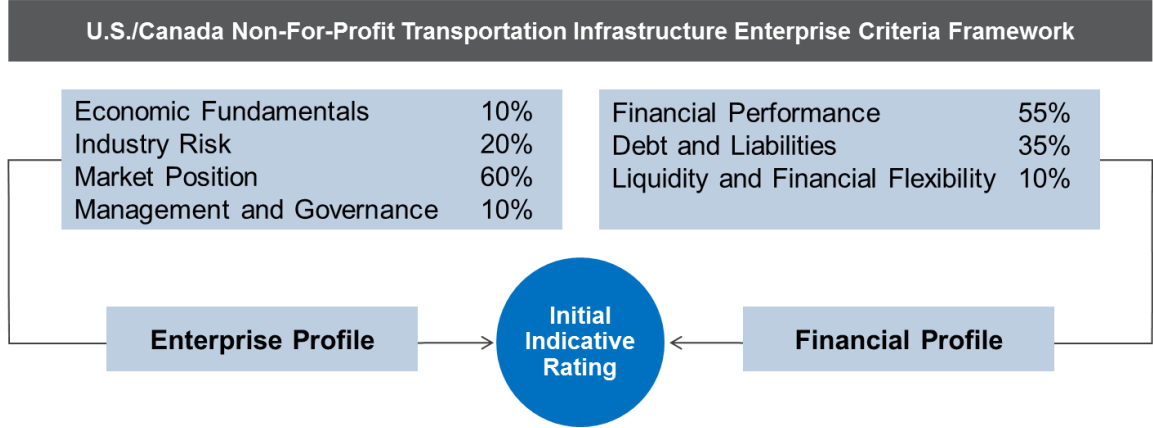 U.S./Canada Non-For-Profit Transportation Infrastructure Enterprise Criteria Framework
Economic Fundamentals 10%
Industry Risk 20%
Market Position 60%
Management and Governance 10%
Financial Performance 55%
Debt and Liabilities 35%
Liquidity and Financial Flexibility 10%
Enterprise Profile
Initial
Indicative
Rating
Financial Profile